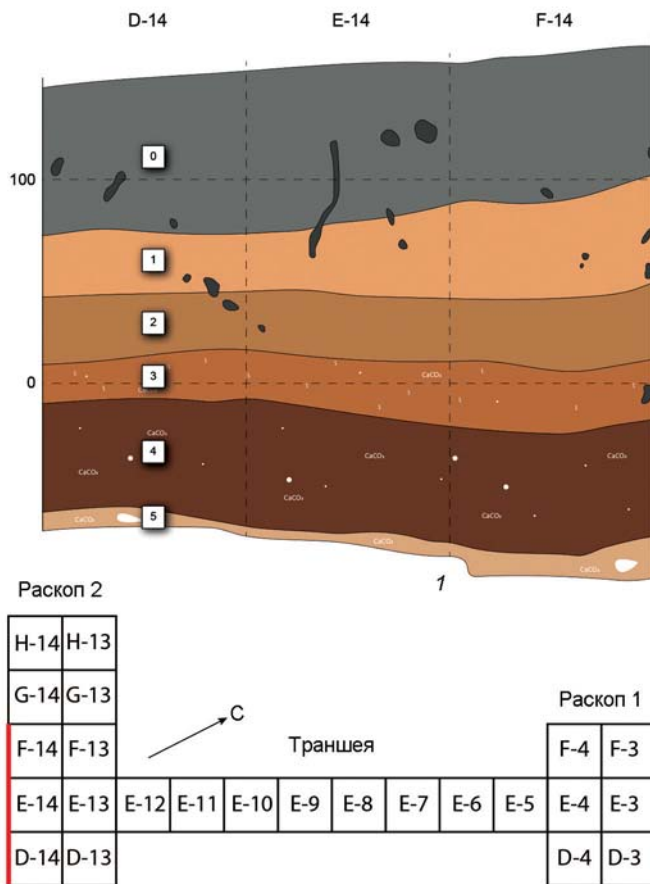 D-14 E-14 F-14
0
100
1
2
CaCO₃
3
0
CaCO₃
CaCO₃
4
CaCO₃
CaCO₃
CaCO₃
CaCO₃
CaCO₃
5
CaCO₃
CaCO₃
CaCO₃
1
Раскоп 2
H-14 H-13
G-14 G-13
Раскоп 1
С
F-14 F-13 Траншея F-4 F-3
E-14 E-13 E-12 E-11 E-10 E-9 E-8 E-7 E-6 E-5 E-4 E-3
D-14 D-13 D-4 D-3